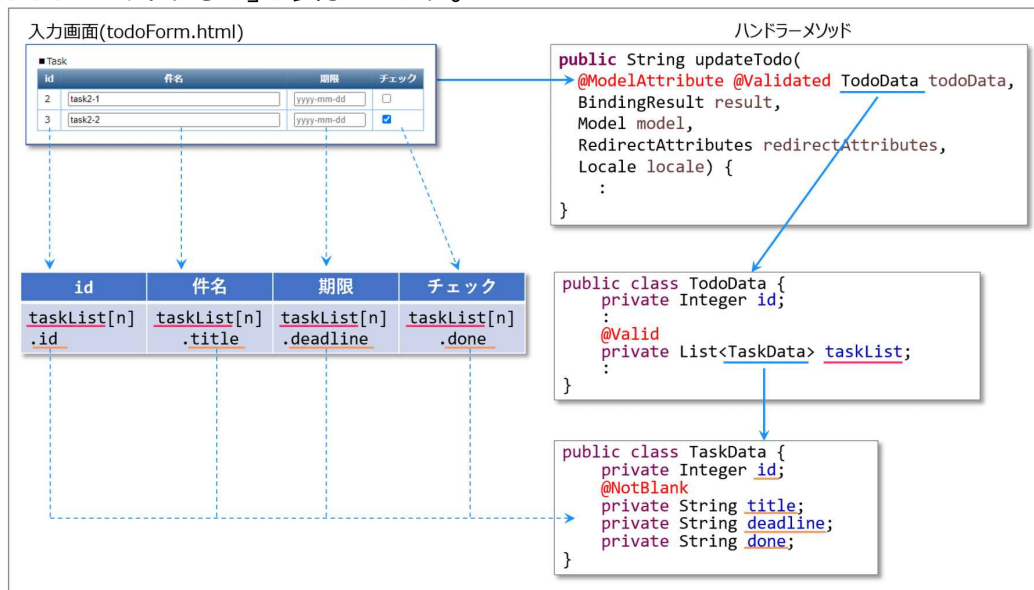 入力画面(todoForm.html)
■Task
id 件名 期限 チェック
2 task2-1 yyyy-mm-dd
3 task2-2 yyyy-mm-dd
id 件名 期限 チェック
taskList[n] taskList[n] taskList[n] taskList[n]
.id .title .deadline .done
ハンドラーメソッド
public String updateTodo(
@ModelAttribute @Validated TodoData todoData,
BindingResult result,
Model model,
RedirectAttributes redirectAttributes,
Locale locale) {
:
}
public class TodoData {
private Integer id;
:
@Valid
private List<TaskData> taskList;
:
}
public class TaskData {
private Integer id;
@NotBlank
private String title;
private String deadline;
private String done;
}